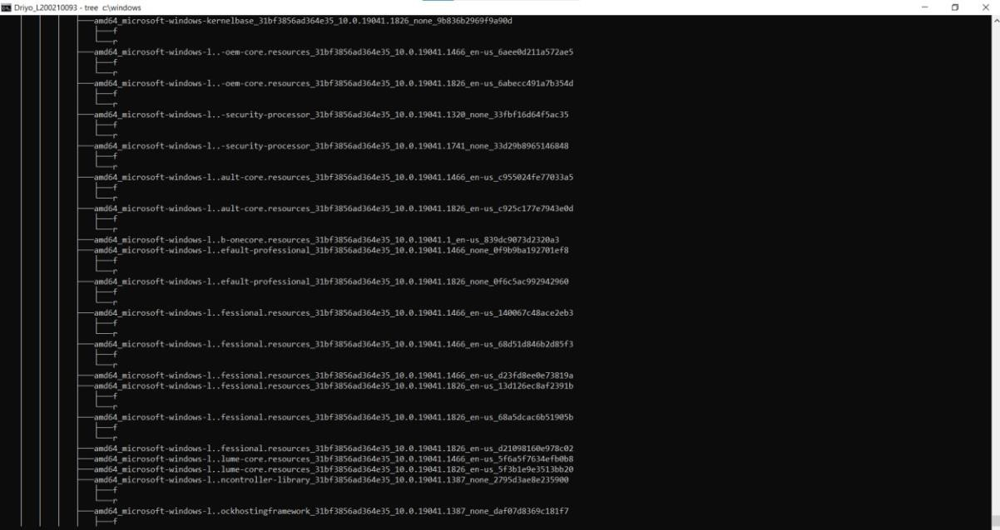 Driyo_L200210093 - tree c:\windows
├───amd64_microsoft-windows-kernelbase_31bf3856ad364e35_10.0.19041.1826_none_9b836b2969f9a90d
│   ├───f
│   └───r
├───amd64_microsoft-windows-l..-oem-core.resources_31bf3856ad364e35_10.0.19041.1466_en-us_6aee0d211a572ae5
│   ├───f
│   └───r
├───amd64_microsoft-windows-l..-oem-core.resources_31bf3856ad364e35_10.0.19041.1826_en-us_6abecc491a7b354d
│   ├───f
│   └───r
├───amd64_microsoft-windows-l..-security-processor_31bf3856ad364e35_10.0.19041.1320_none_33fbf16d64f5ac35
│   ├───f
│   └───r
├───amd64_microsoft-windows-l..-security-processor_31bf3856ad364e35_10.0.19041.1741_none_33d29b8965146848
│   ├───f
│   └───r
├───amd64_microsoft-windows-l..ault-core.resources_31bf3856ad364e35_10.0.19041.1466_en-us_c955024fe77033a5
│   ├───f
│   └───r
├───amd64_microsoft-windows-l..ault-core.resources_31bf3856ad364e35_10.0.19041.1826_en-us_c925c177e7943e0d
│   ├───f
│   └───r
├───amd64_microsoft-windows-l..b-onecore.resources_31bf3856ad364e35_10.0.19041.1_en-us_839dc9073d2320a3
├───amd64_microsoft-windows-l..efault-professional_31bf3856ad364e35_10.0.19041.1466_none_0f9b9ba192701ef8
│   ├───f
│   └───r
├───amd64_microsoft-windows-l..efault-professional_31bf3856ad364e35_10.0.19041.1826_none_0f6c5ac992942960
│   ├───f
│   └───r
├───amd64_microsoft-windows-l..fessional.resources_31bf3856ad364e35_10.0.19041.1466_en-us_140067c48ace2eb3
│   ├───f
│   └───r
├───amd64_microsoft-windows-l..fessional.resources_31bf3856ad364e35_10.0.19041.1466_en-us_68d51d846b2d85f3
│   ├───f
│   └───r
├───amd64_microsoft-windows-l..fessional.resources_31bf3856ad364e35_10.0.19041.1466_en-us_d23fd8ee0e73819a
├───amd64_microsoft-windows-l..fessional.resources_31bf3856ad364e35_10.0.19041.1826_en-us_13d126ec8af2391b
│   ├───f
│   └───r
├───amd64_microsoft-windows-l..fessional.resources_31bf3856ad364e35_10.0.19041.1826_en-us_68a5dcac6b51905b
│   ├───f
│   └───r
├───amd64_microsoft-windows-l..fessional.resources_31bf3856ad364e35_10.0.19041.1826_en-us_d21098160e978c02
├───amd64_microsoft-windows-l..lume-core.resources_31bf3856ad364e35_10.0.19041.1466_en-us_5f6a5f7634efb0b8
├───amd64_microsoft-windows-l..lume-core.resources_31bf3856ad364e35_10.0.19041.1826_en-us_5f3b1e9e3513bb20
├───amd64_microsoft-windows-l..ncontroller-library_31bf3856ad364e35_10.0.19041.1387_none_2795d3ae8e235900
│   ├───f
│   └───r
├───amd64_microsoft-windows-l..ockhostingframework_31bf3856ad364e35_10.0.19041.1387_none_daf07d8369c181f7
│   ├───f